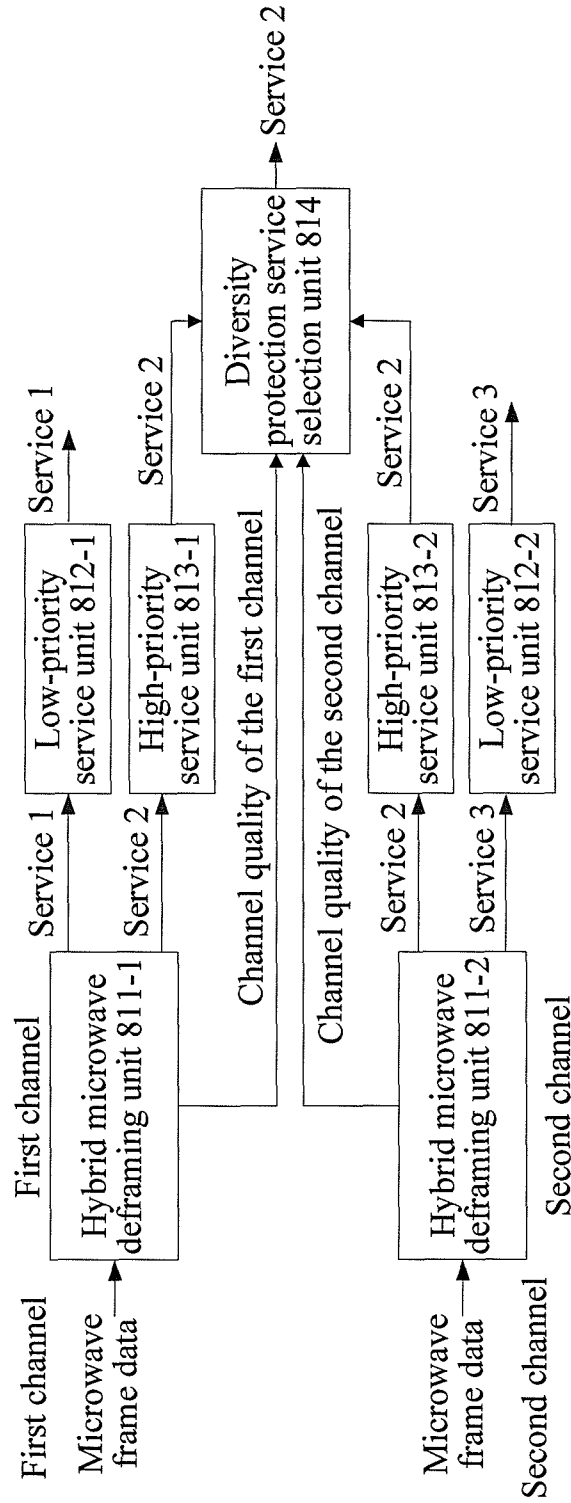 First channel
Microwave
frame data
First channel
Hybrid microwave
deframing unit 811-1
Service 1
Service 2
Low-priority
service unit 812-1
Service 1
High-priority
service unit 813-1
Service 2
Channel quality of the first channel
Diversity
protection service
selection unit 814
Service 2
Channel quality of the second channel
Microwave
frame data
Second channel
Hybrid microwave
deframing unit 811-2
Second channel
Service 2
Service 3
High-priority
service unit 813-2
Service 2
Low-priority
service unit 812-2
Service 3